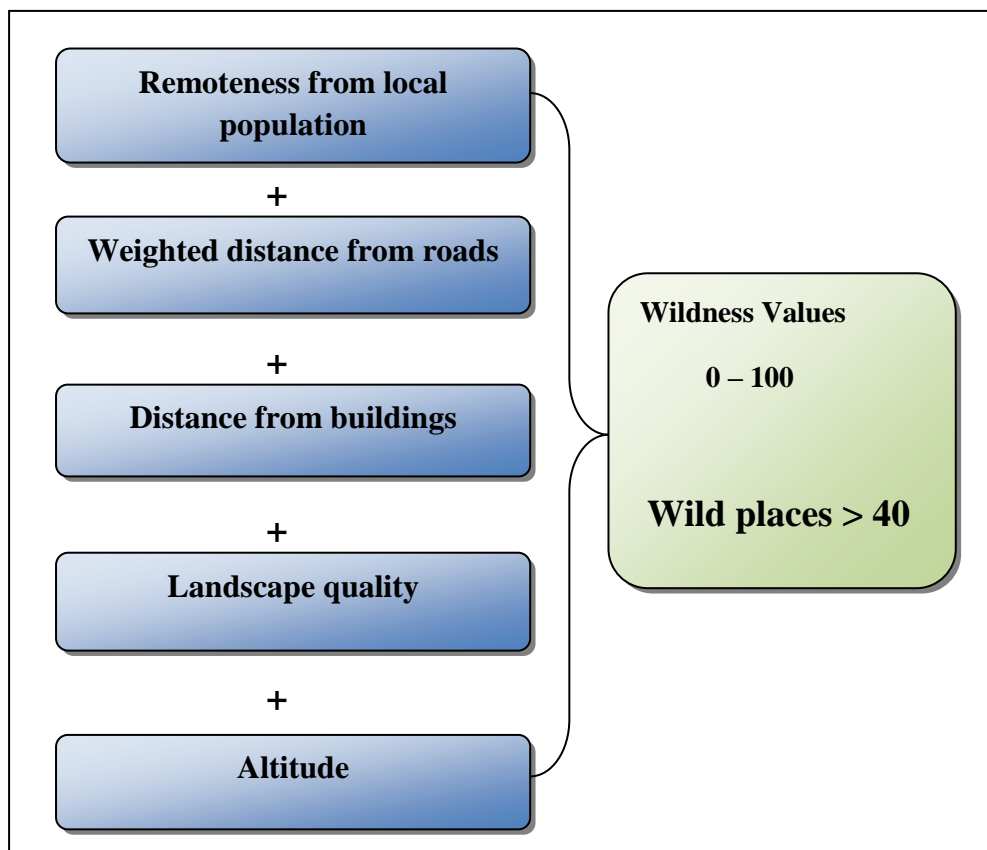 Remoteness from local
population
+
Weighted distance from roads
+
Distance from buildings
+
Landscape quality
+
Altitude
Wildness Values
0 – 100
Wild places > 40